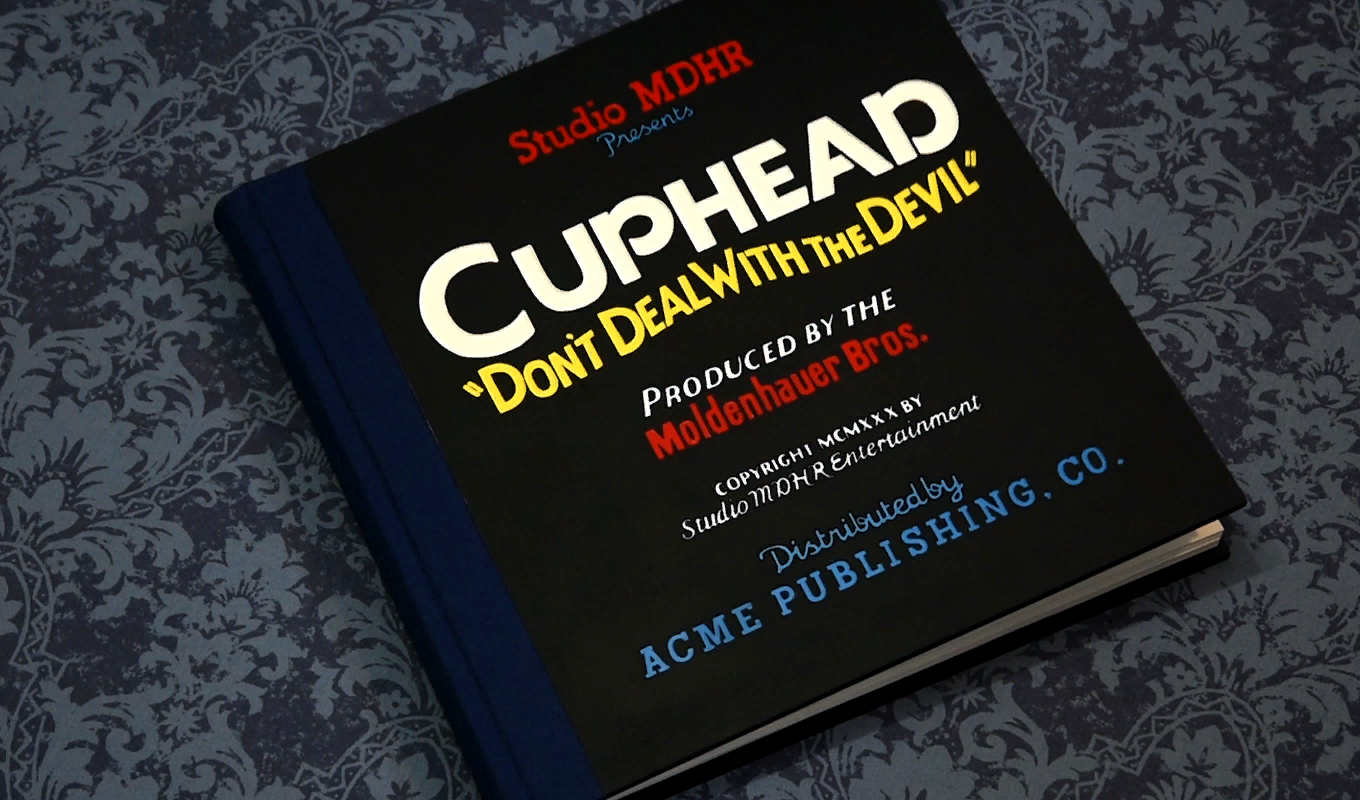 Studio MDHR
Presents
CUPHEAD
"DON'T DEAL WITH THE DEVIL"
PRODUCED BY THE
Moldenhauer Bros.
COPYRIGHT MCMXXX BY
Studio MDHR Entertainment
Distributed by
ACME PUBLISHING, CO.